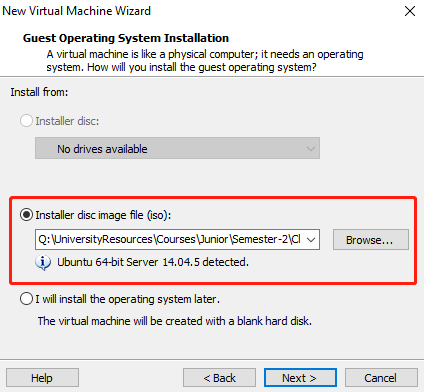 New Virtual Machine Wizard
Guest Operating System Installation
A virtual machine is like a physical computer; it needs an operating
system. How will you install the guest operating system?
Install from:
Installer disc:
No drives available
Installer disc image file (iso):
Q:\UniversityResources\Courses\Junior\Semester-2\Cl
Browse...
Ubuntu 64-bit Server 14.04.5 detected.
I will install the operating system later.
The virtual machine will be created with a blank hard disk.
Help
< Back
Next >
Cancel